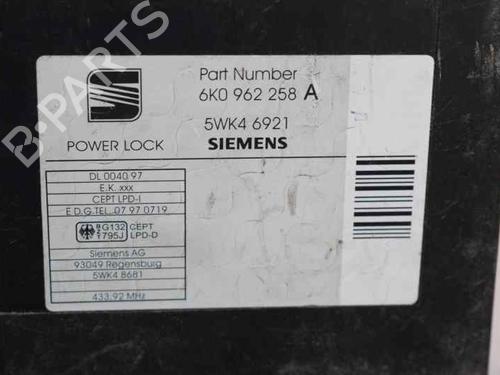 Part Number
6K0 962 258 A
5WK4 6921
POWER LOCK
SIEMENS
DL 0040 97
E.K. xxx
CEPT LPD-I
E D.G.TEL. 07 97 0719
G132 CEPT
1795J LPD-D
Siemens AG
93049 Regensburg
5WK4 8681
433.92 MHz